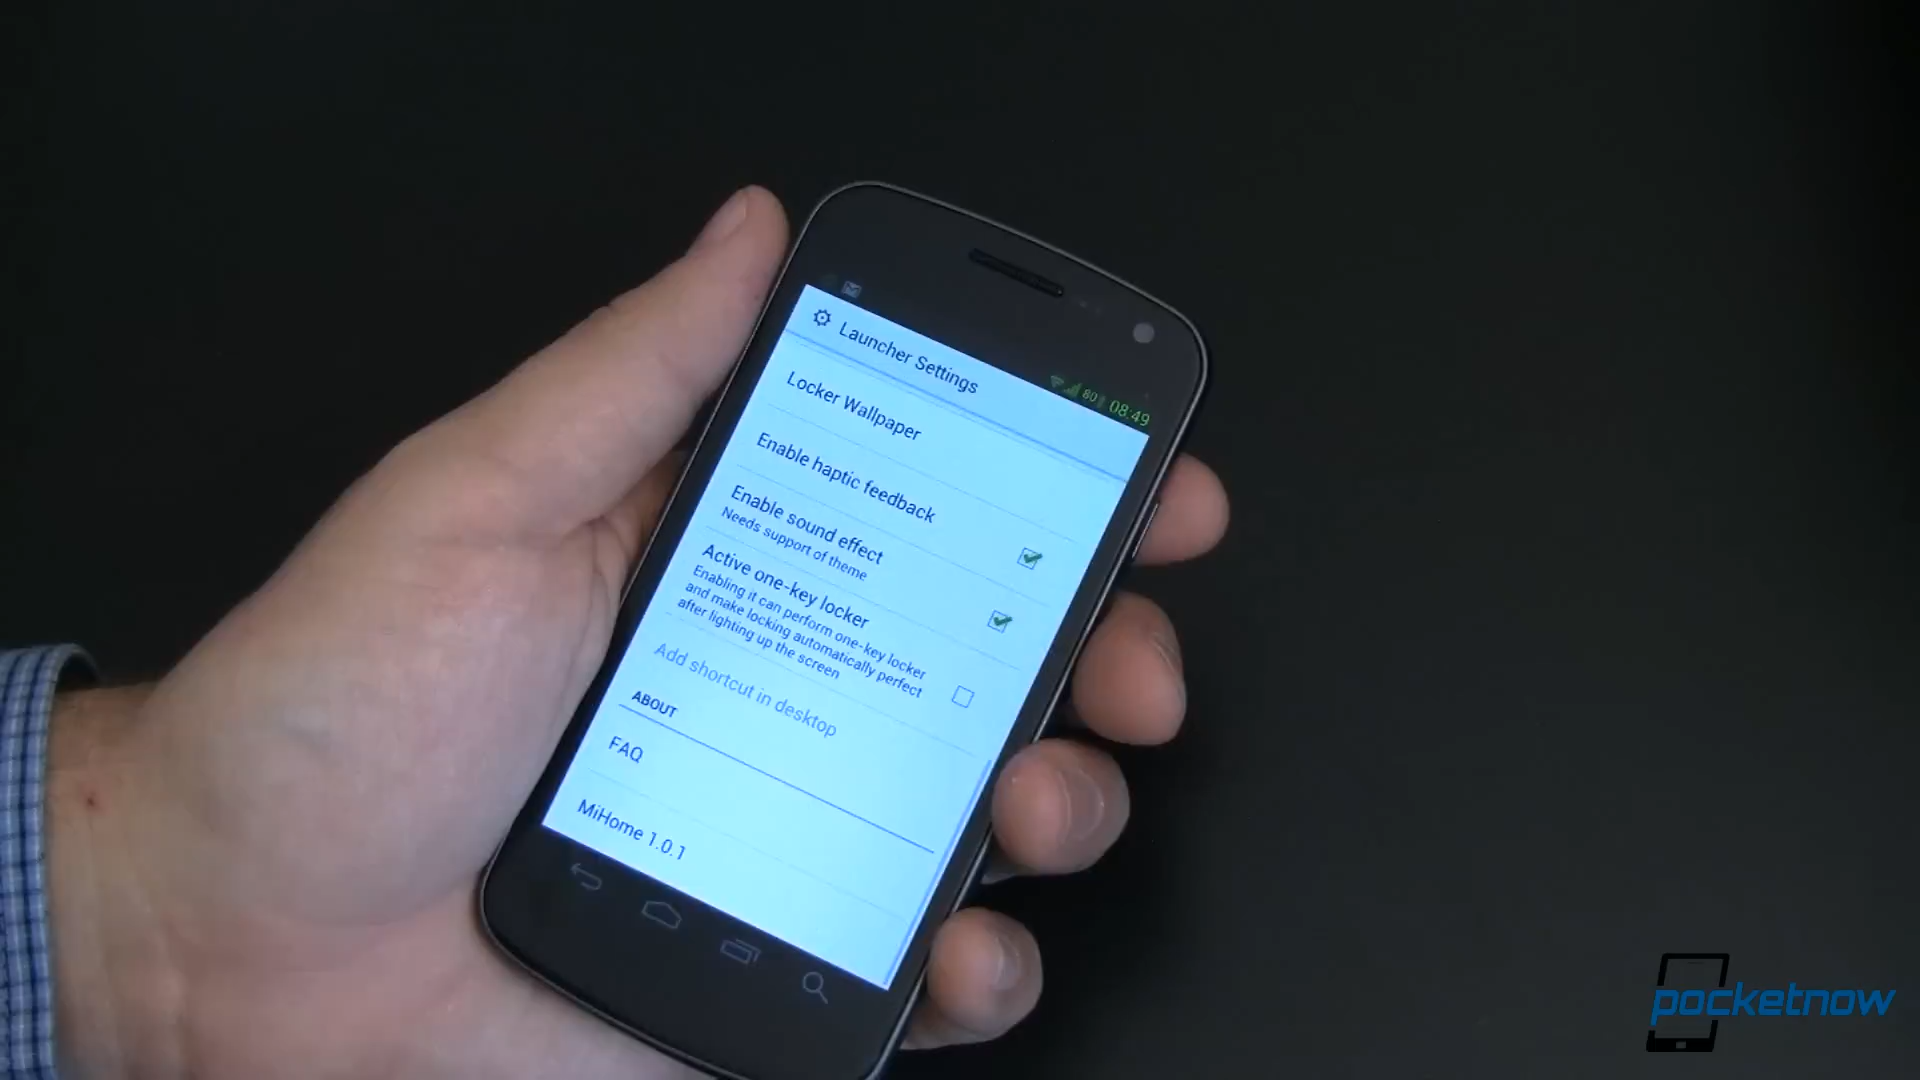 80 08:49
Launcher Settings
Locker Wallpaper
Enable haptic feedback
Enable sound effect
Needs support of theme
Active one-key locker
Enabling it can perform one-key locker
and make locking automatically perfect
after lighting up the screen
Add shortcut in desktop
ABOUT
FAQ
MiHome 1.0.1
pocketnow